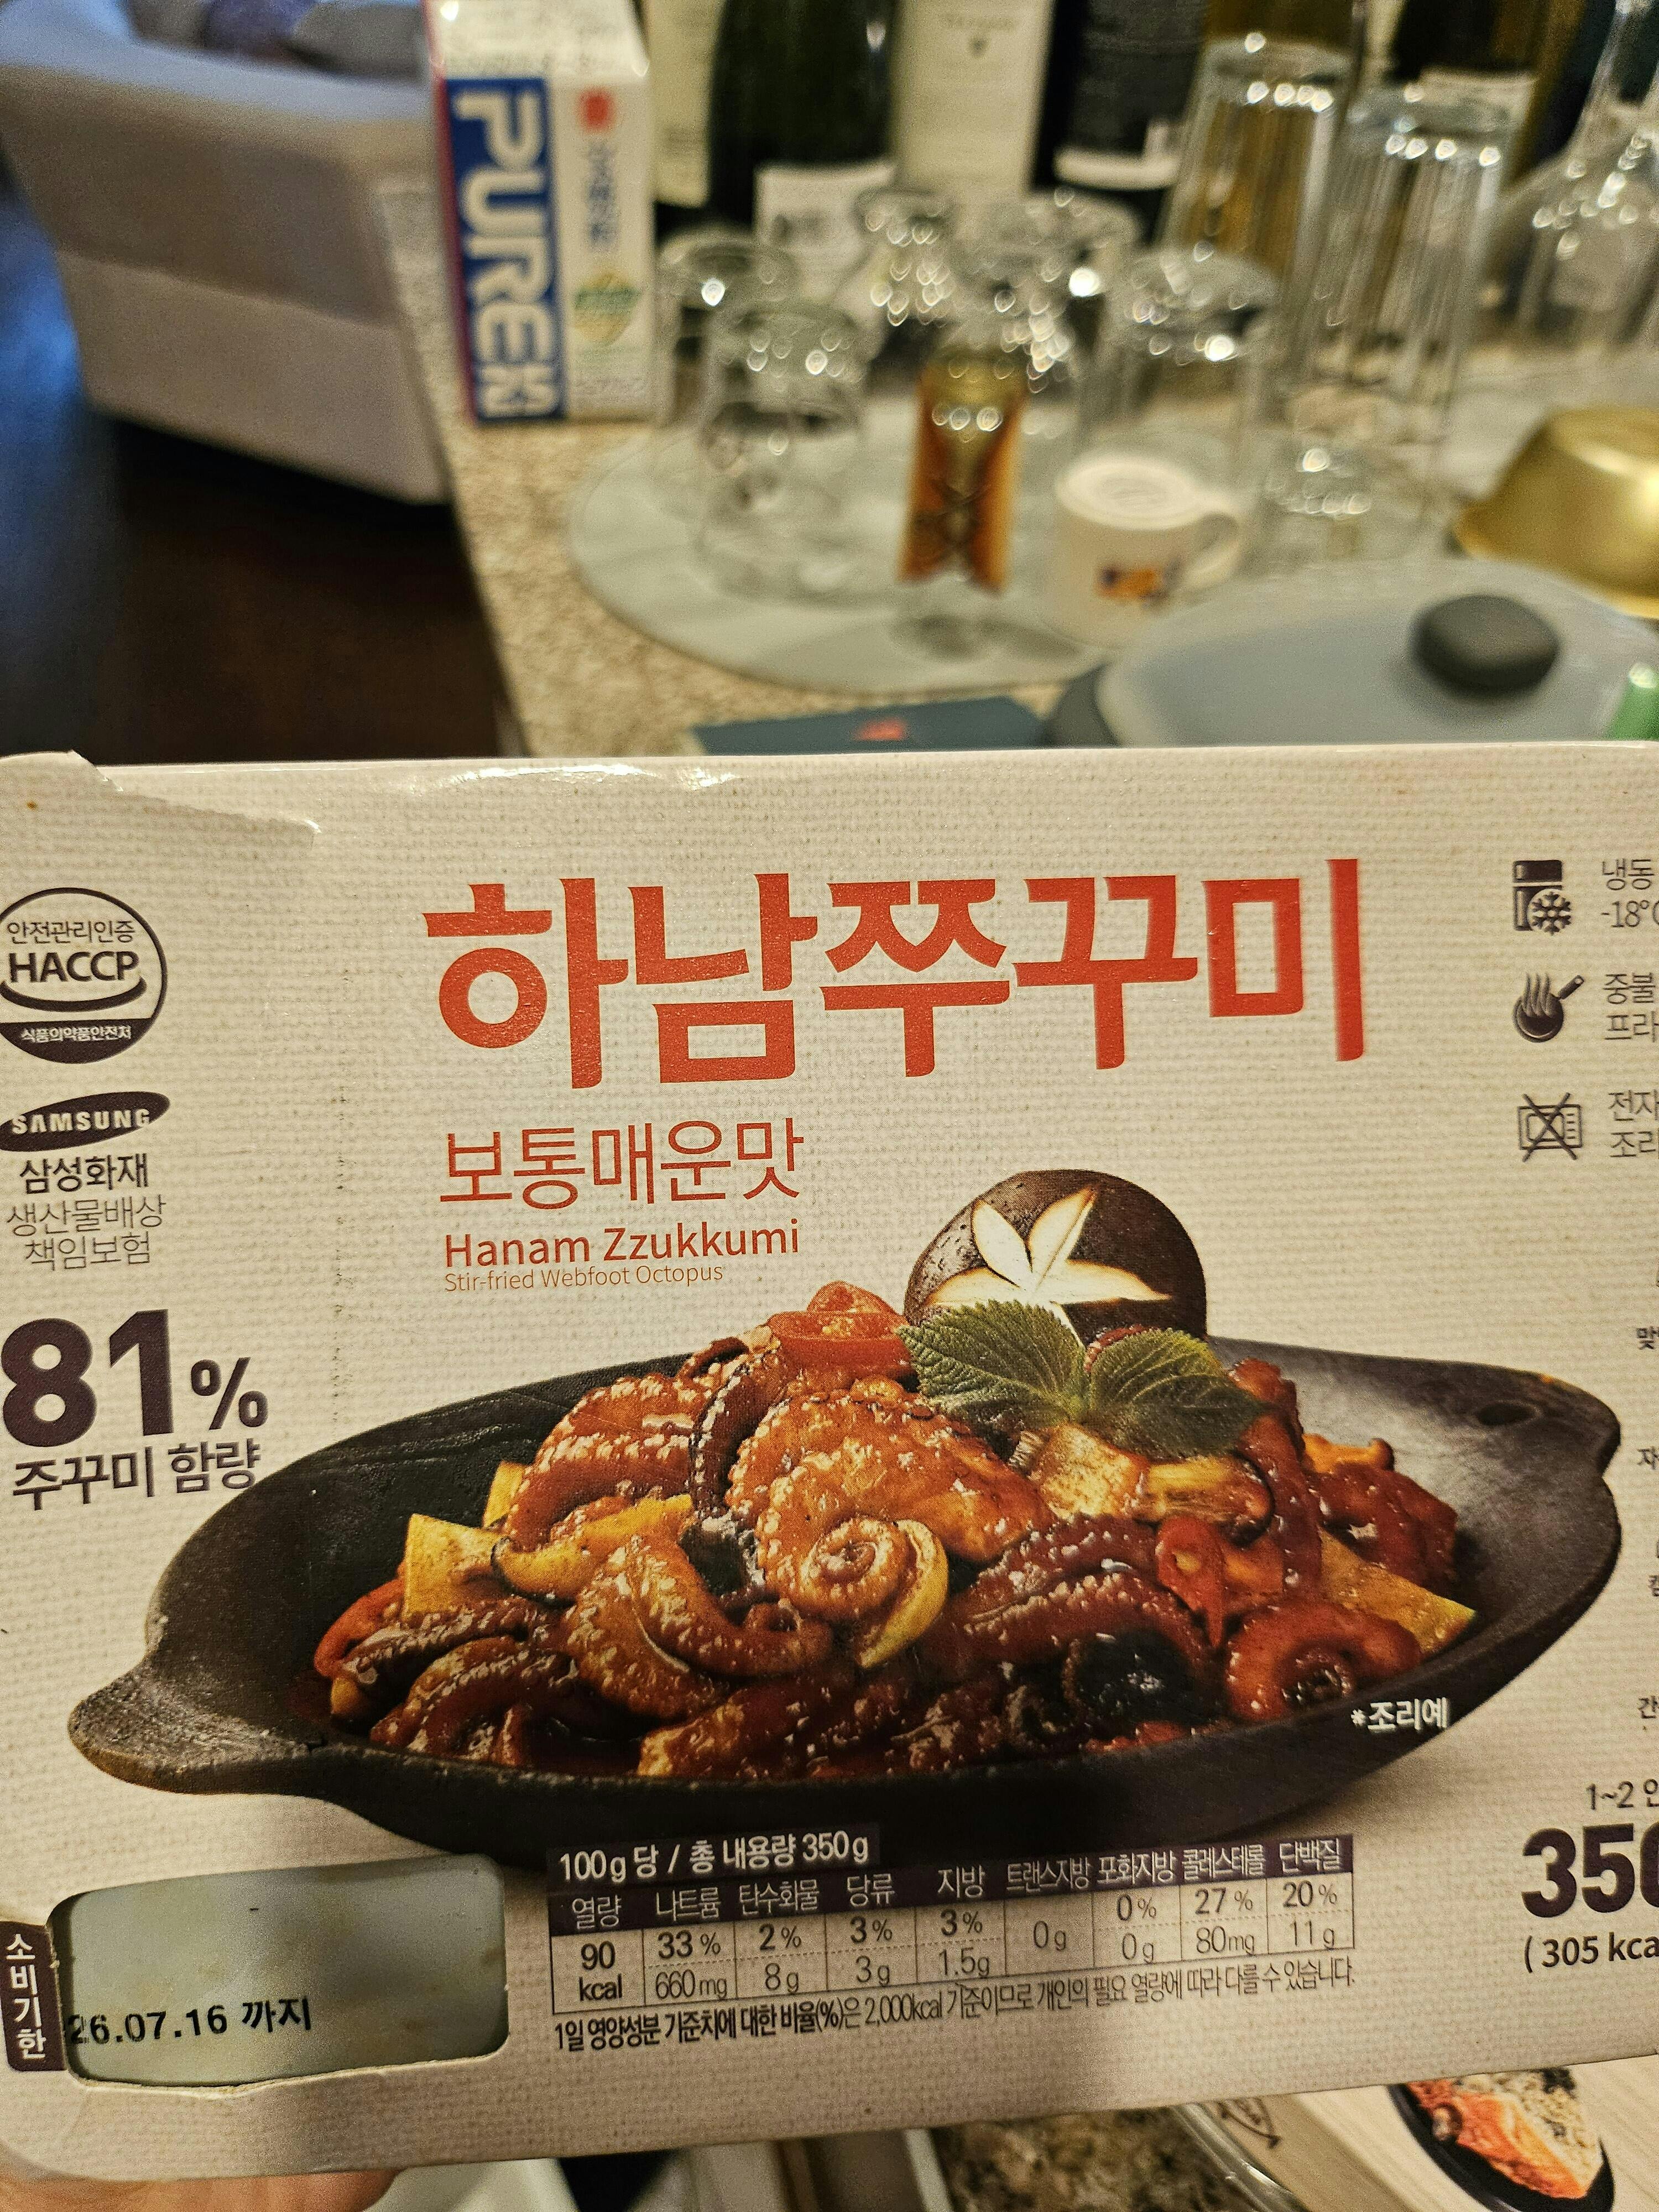 PUREシ
안전관리인증
HACCP
식품의약품안전처
SAMSUNG
삼성화재
생산물배상
책임보험
81%
주꾸미 함량
하남쭈꾸미
보통매운맛
Hanam Zzukkumi
Stir-fried Webfoot Octopus
냉동
-18°C
중불
프라
전자
조리
*조리예
1~2 인
350
( 305 kca
100g 당 / 총 내용량 350g
열량 나트륨 탄수화물 당류 지방 트랜스지방 포화지방 콜레스테롤 단백질
33 % 2 % 3 % 3 % 0 % 27 % 20 %
90 kcal 660mg 8g 3g 1.5g 0g 0g 80mg 11g
1일 영양성분 기준치에 대한 비율(%)은 2,000kcal 기준이므로 개인의 필요 열량에 따라 다를 수 있습니다.
소비기한
26.07.16 까지